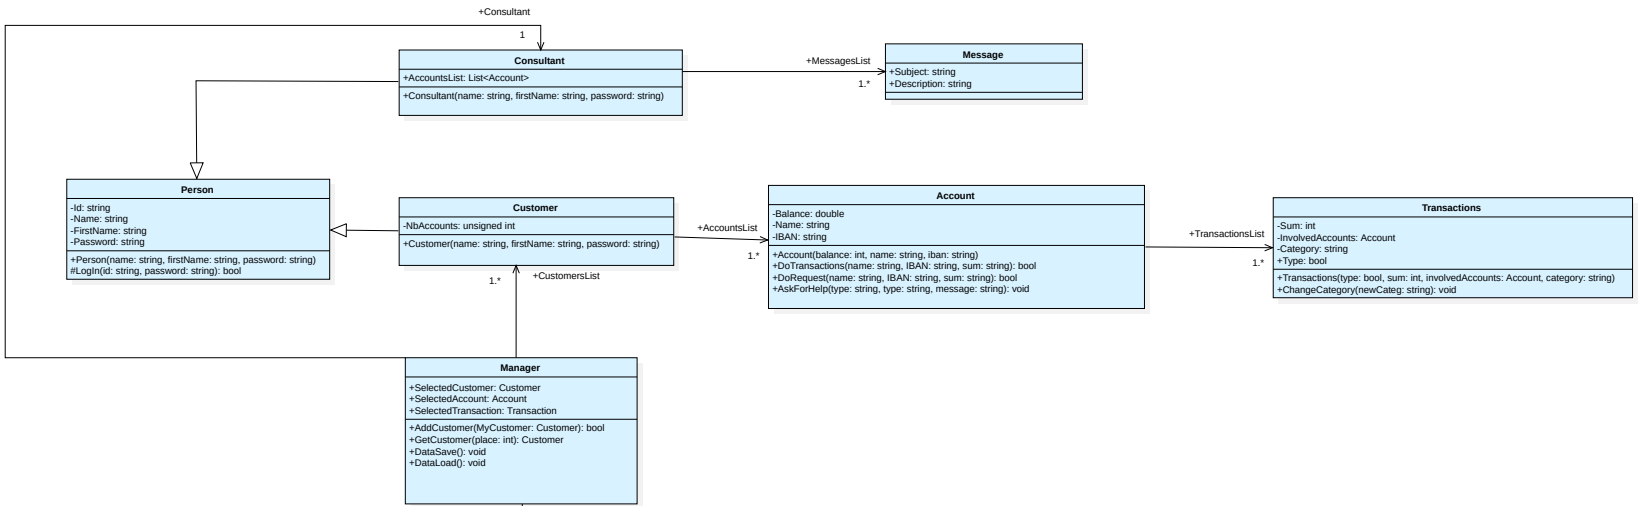 +Consultant
1
Consultant
+AccountsList: List<Account>
+Consultant(name: string, firstName: string, password: string)
+MessagesList
1.*
Message
+Subject: string
+Description: string
Person
-Id: string
-Name: string
-FirstName: string
-Password: string
+Person(name: string, firstName: string, password: string)
#LogIn(id: string, password: string): bool
Customer
-NbAccounts: unsigned int
+Customer(name: string, firstName: string, password: string)
+AccountsList
1.*
Account
-Balance: double
-Name: string
-IBAN: string
+Account(balance: int, name: string, iban: string)
+DoTransactions(name: string, IBAN: string, sum: string): bool
+DoRequest(name: string, IBAN: string, sum: string): bool
+AskForHelp(type: string, type: string, message: string): void
+TransactionsList
1.*
Transactions
-Sum: int
-InvolvedAccounts: Account
-Category: string
+Type: bool
+Transactions(type: bool, sum: int, involvedAccounts: Account, category: string)
+ChangeCategory(newCateg: string): void
1.*
+CustomersList
Manager
+SelectedCustomer: Customer
+SelectedAccount: Account
+SelectedTransaction: Transaction
+AddCustomer(MyCustomer: Customer): bool
+GetCustomer(place: int): Customer
+DataSave(): void
+DataLoad(): void